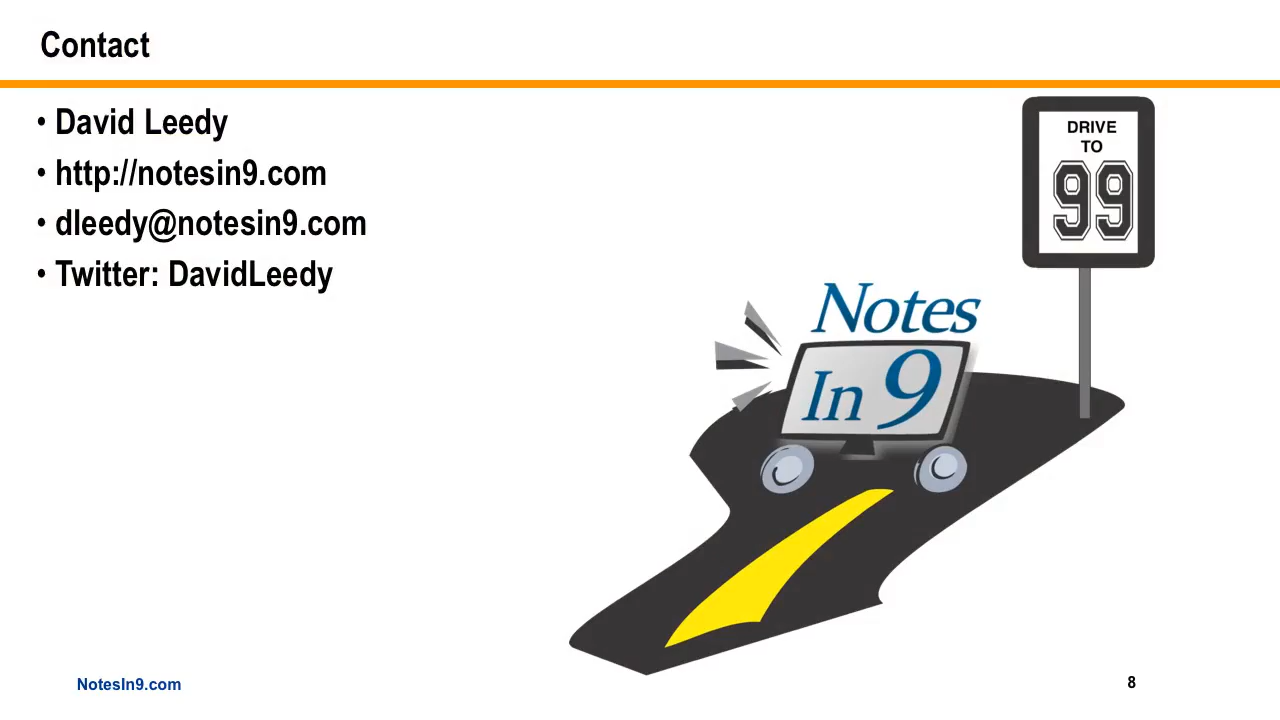 Contact
• David Leedy
• http://notesin9.com
• dleedy@notesin9.com
• Twitter: DavidLeedy
DRIVE
TO
99
Notes
In 9
NotesIn9.com
8